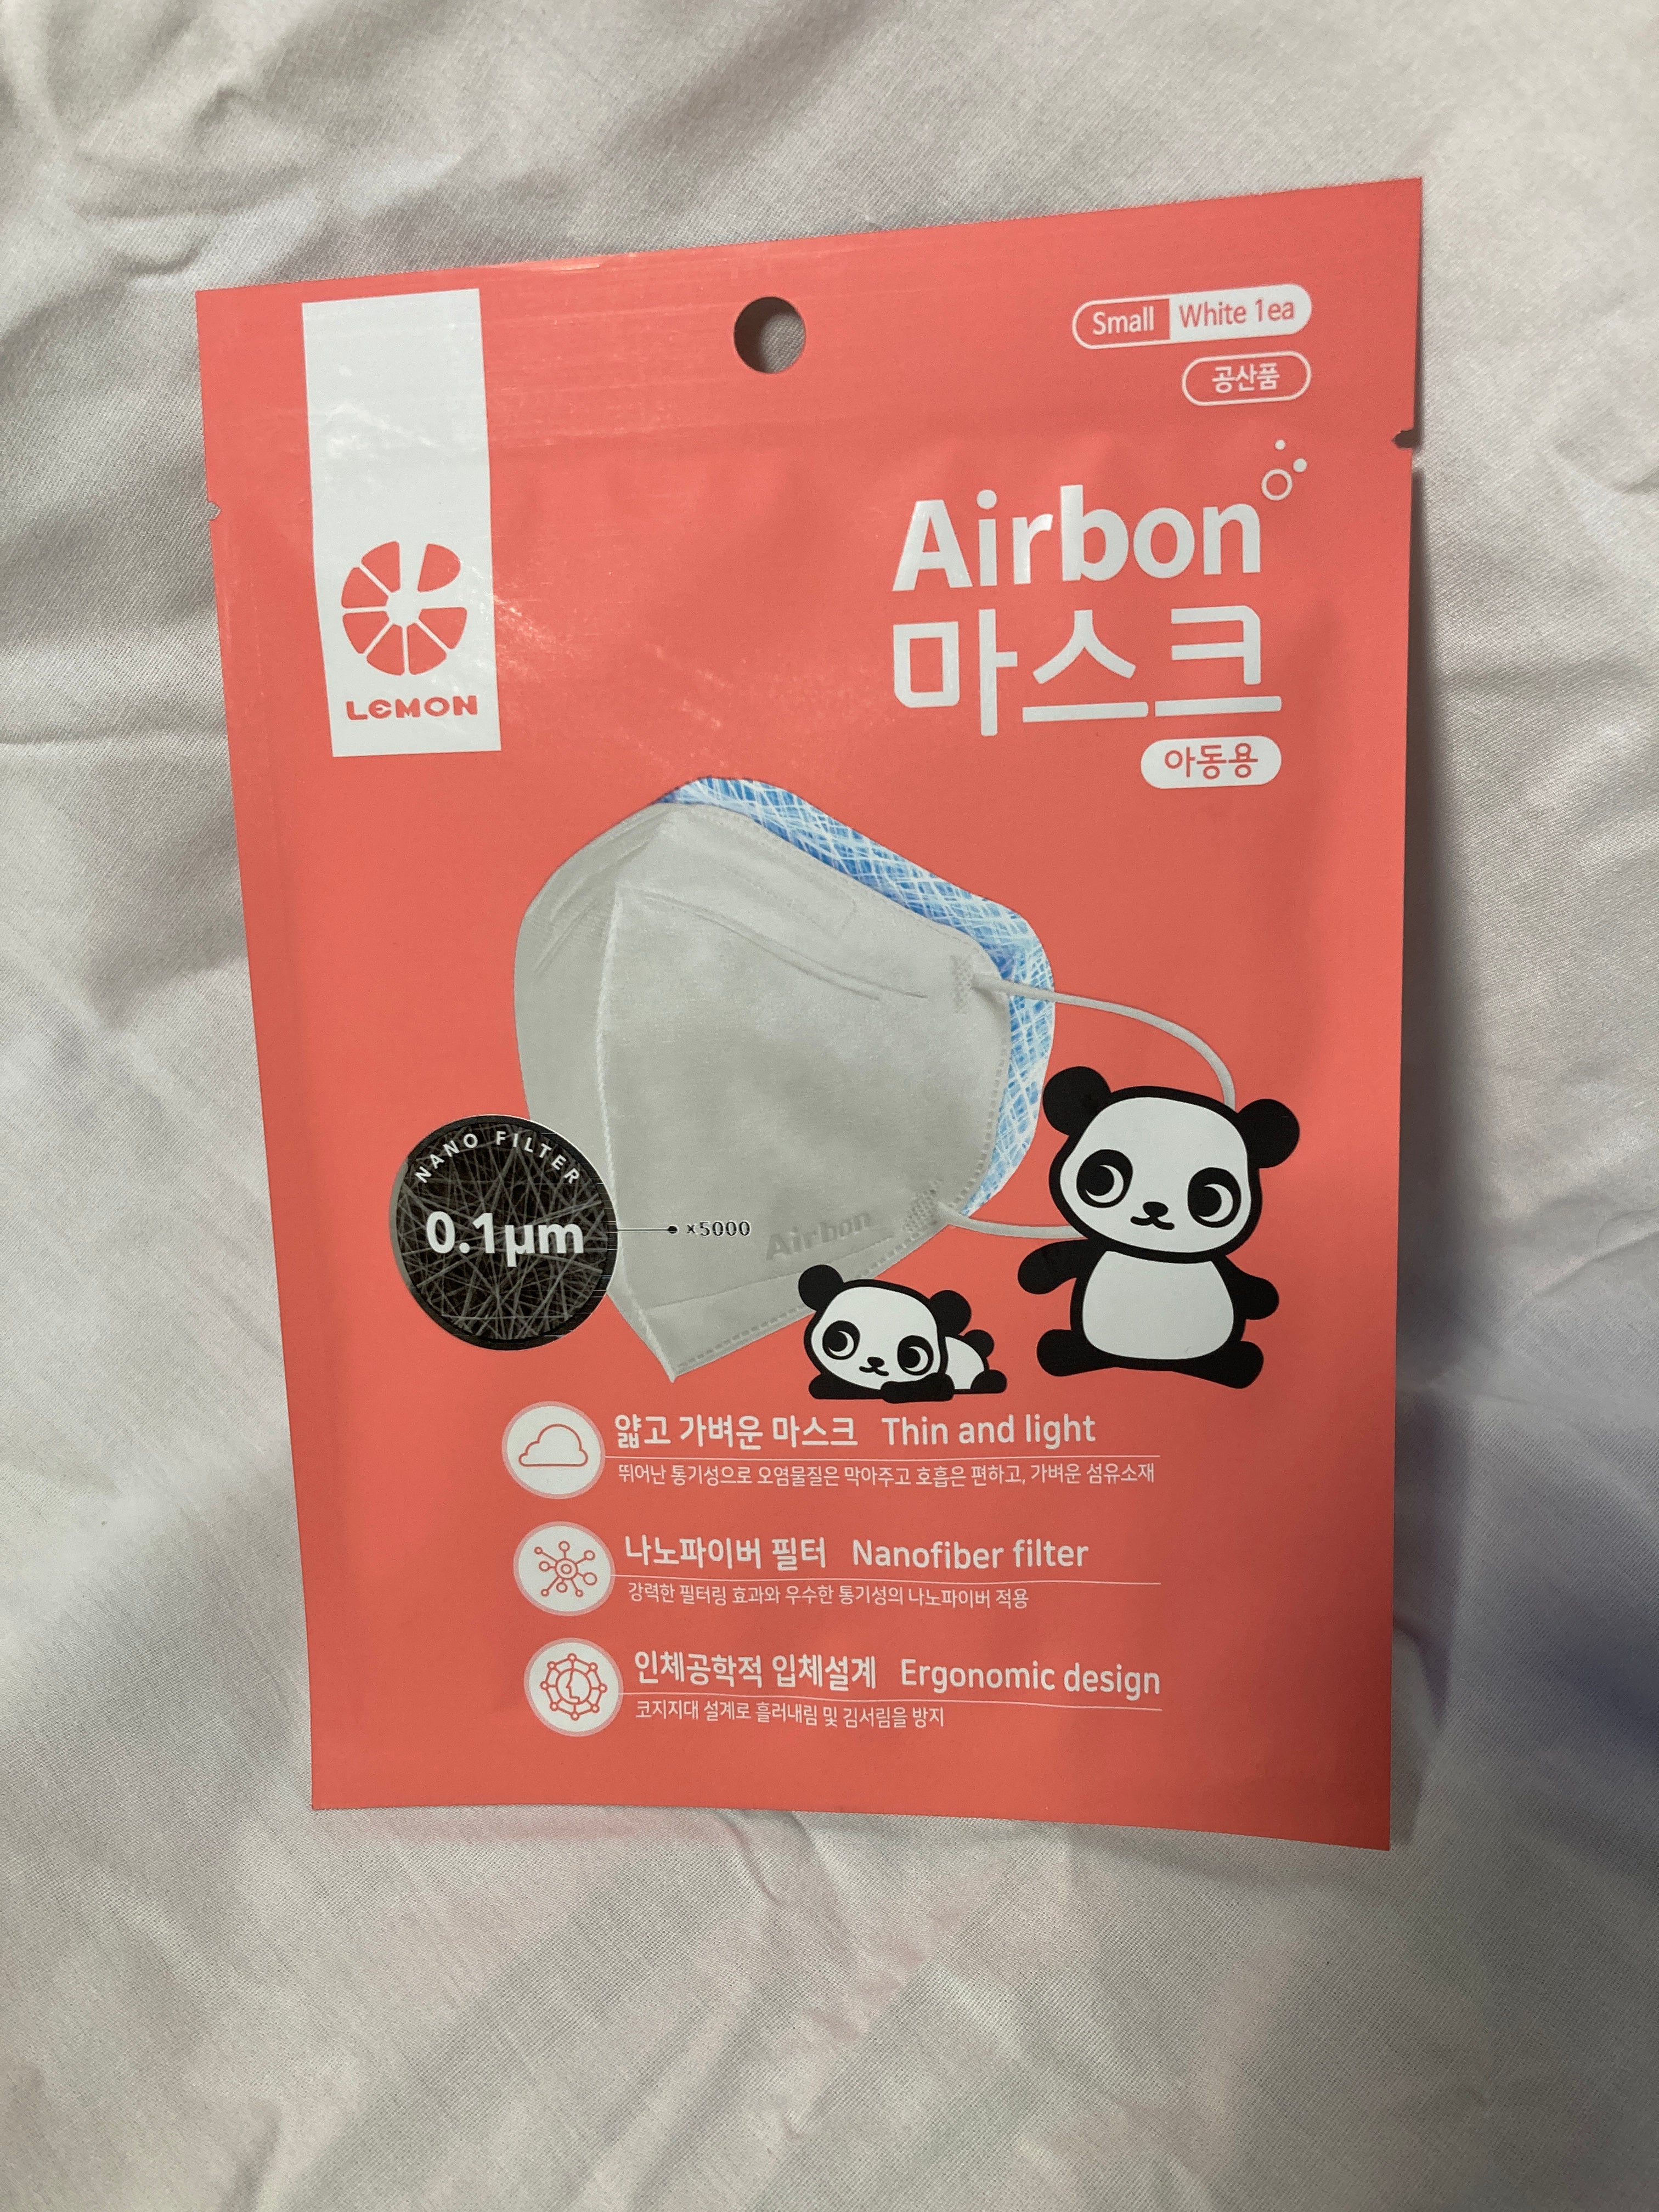 Small White 1ea
공산품
LEMON
Airbon
마스크
아동용
NANO FILTER
0.1μm
×5000
Airbon
얇고 가벼운 마스크 Thin and light
뛰어난 통기성으로 오염물질은 막아주고 호흡은 편하고, 가벼운 섬유소재
나노파이버 필터 Nanofiber filter
강력한 필터링 효과와 우수한 통기성의 나노파이버 적용
인체공학적 입체설계 Ergonomic design
코지지대 설계로 흘러내림 및 김서림을 방지